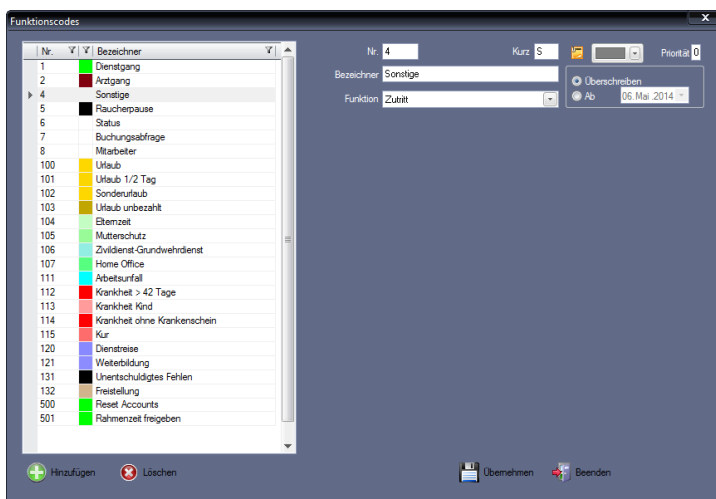 Funktionscodes
x
Nr. Bezeichner
1 Dienstgang
2 Arztgang
4 Sonstige
5 Raucherpause
6 Status
7 Buchungsabfrage
8 Mitarbeiter
100 Urlaub
101 Urlaub 1/2 Tag
102 Sonderurlaub
103 Urlaub unbezahlt
104 Elternzeit
105 Mutterschutz
106 Zivildienst-Grundwehrdienst
107 Home Office
111 Arbeitsunfall
112 Krankheit > 42 Tage
113 Krankheit Kind
114 Krankheit ohne Krankenschein
115 Kur
120 Dienstreise
121 Weiterbildung
131 Unentschuldigtes Fehlen
132 Freistellung
500 Reset Accounts
501 Rahmenzeit freigeben
Nr. 4 Kurz S Priorität 0
Bezeichner Sonstige
Funktion Zutritt
Überschreiben
Ab 06. Mai .2014
Hinzufügen Löschen Übernehmen Beenden